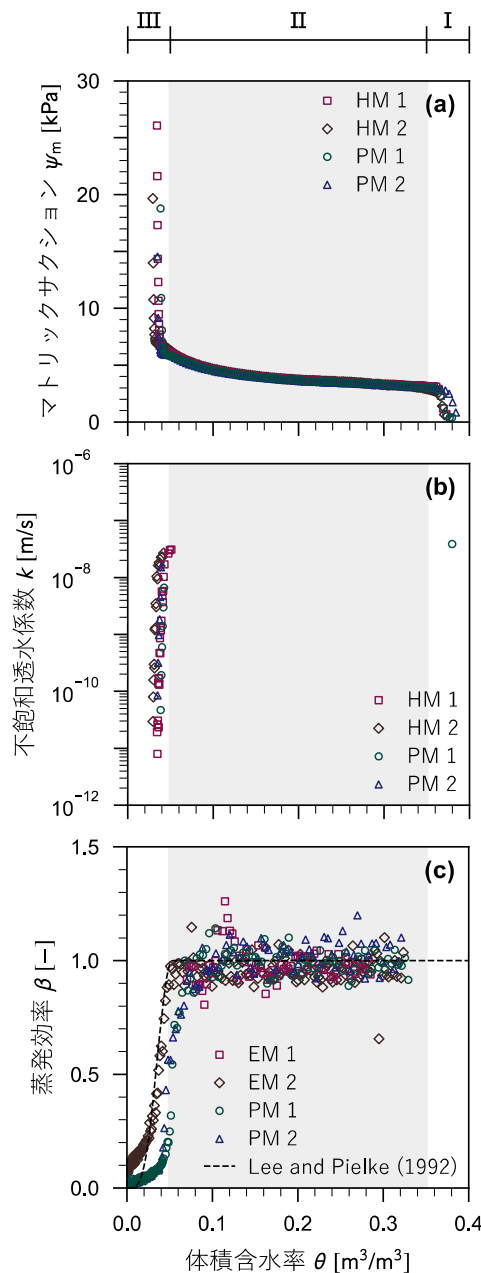 III II I
30
20
10
0
マトリックサクション ψm [kPa]
(a)
HM 1
HM 2
PM 1
PM 2
10−6
10−8
10−10
10−12
不飽和透水係数 k [m/s]
(b)
HM 1
HM 2
PM 1
PM 2
1.5
1.0
0.5
0.0
蒸発効率 β [–]
(c)
EM 1
EM 2
PM 1
PM 2
Lee and Pielke (1992)
0.0 0.1 0.2 0.3 0.4
体積含水率 θ [m3/m3]